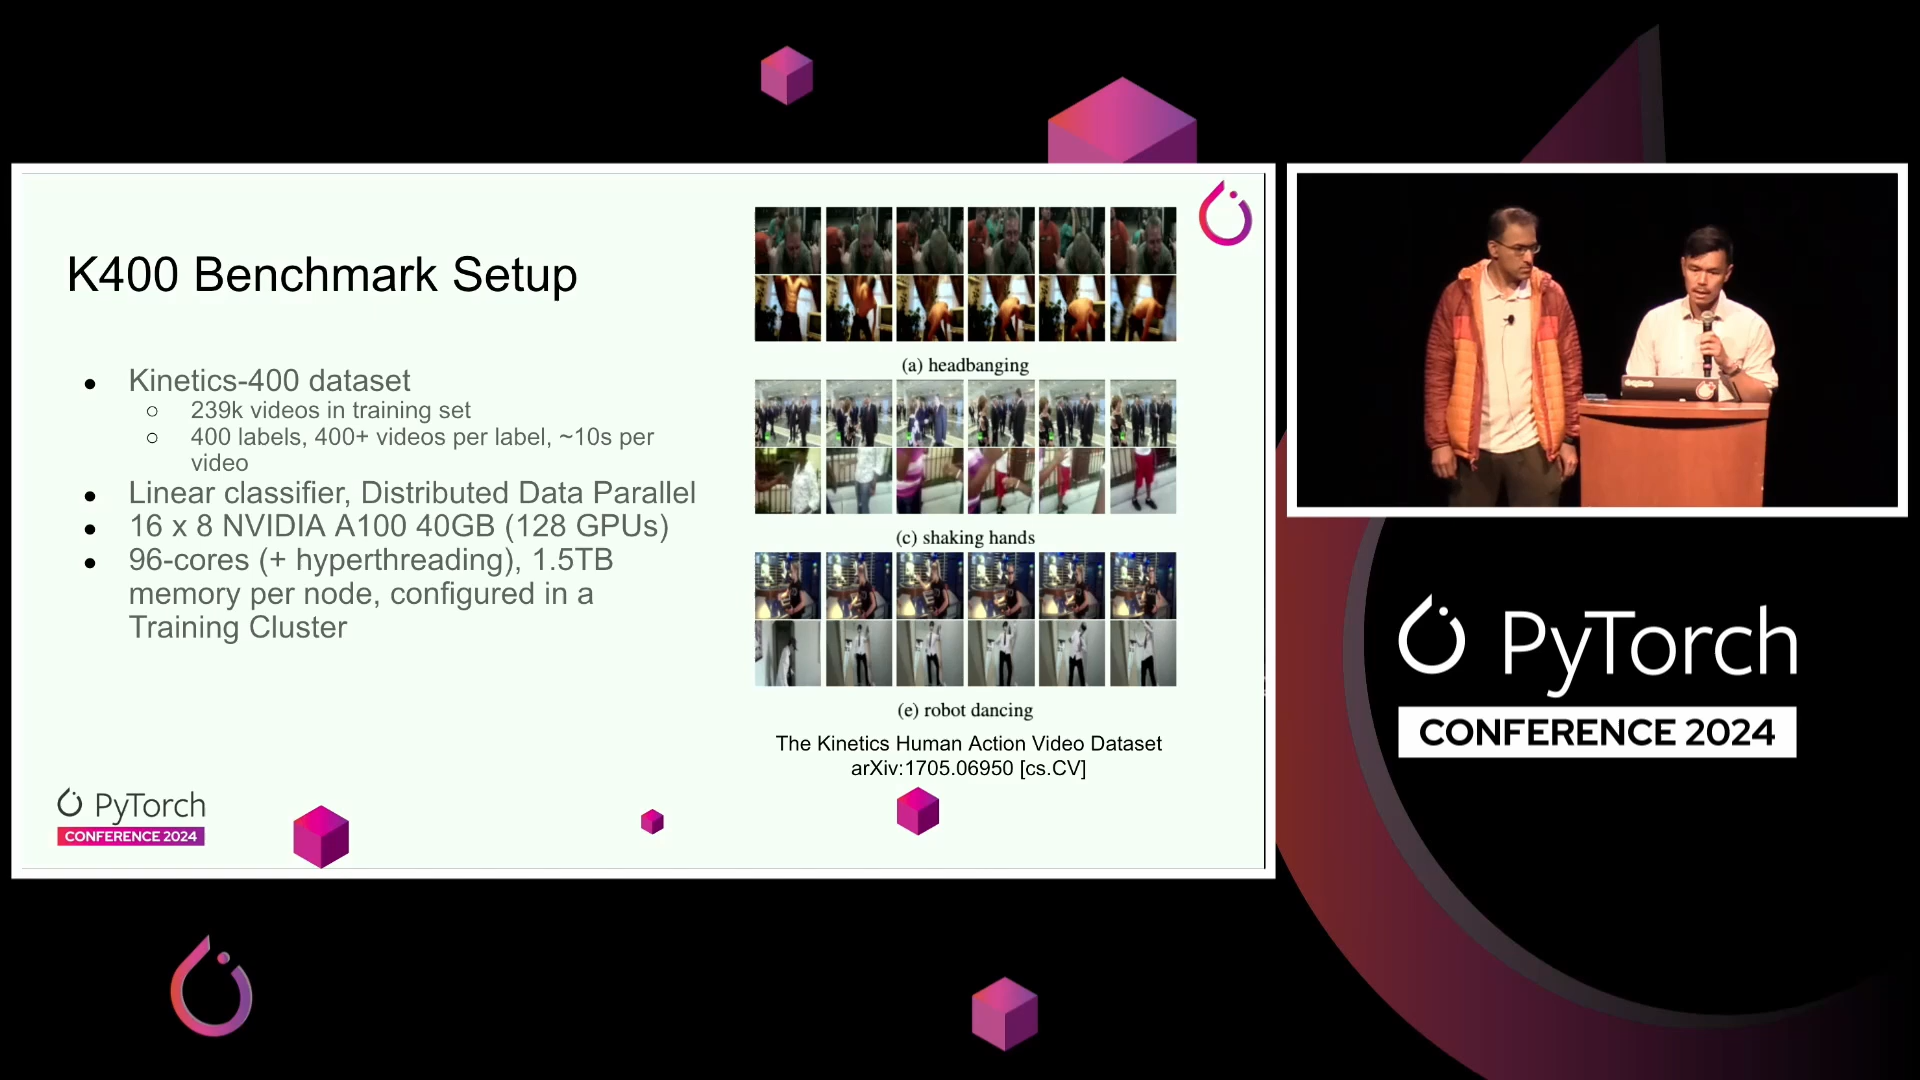 K400 Benchmark Setup
Kinetics-400 dataset
239k videos in training set
400 labels, 400+ videos per label, ~10s per
video
Linear classifier, Distributed Data Parallel
16 x 8 NVIDIA A100 40GB (128 GPUs)
96-cores (+ hyperthreading), 1.5TB
memory per node, configured in a
Training Cluster
(a) headbanging
(c) shaking hands
(e) robot dancing
The Kinetics Human Action Video Dataset
arXiv:1705.06950 [cs.CV]
PyTorch
CONFERENCE 2024
PyTorch
PyTorch
CONFERENCE 2024